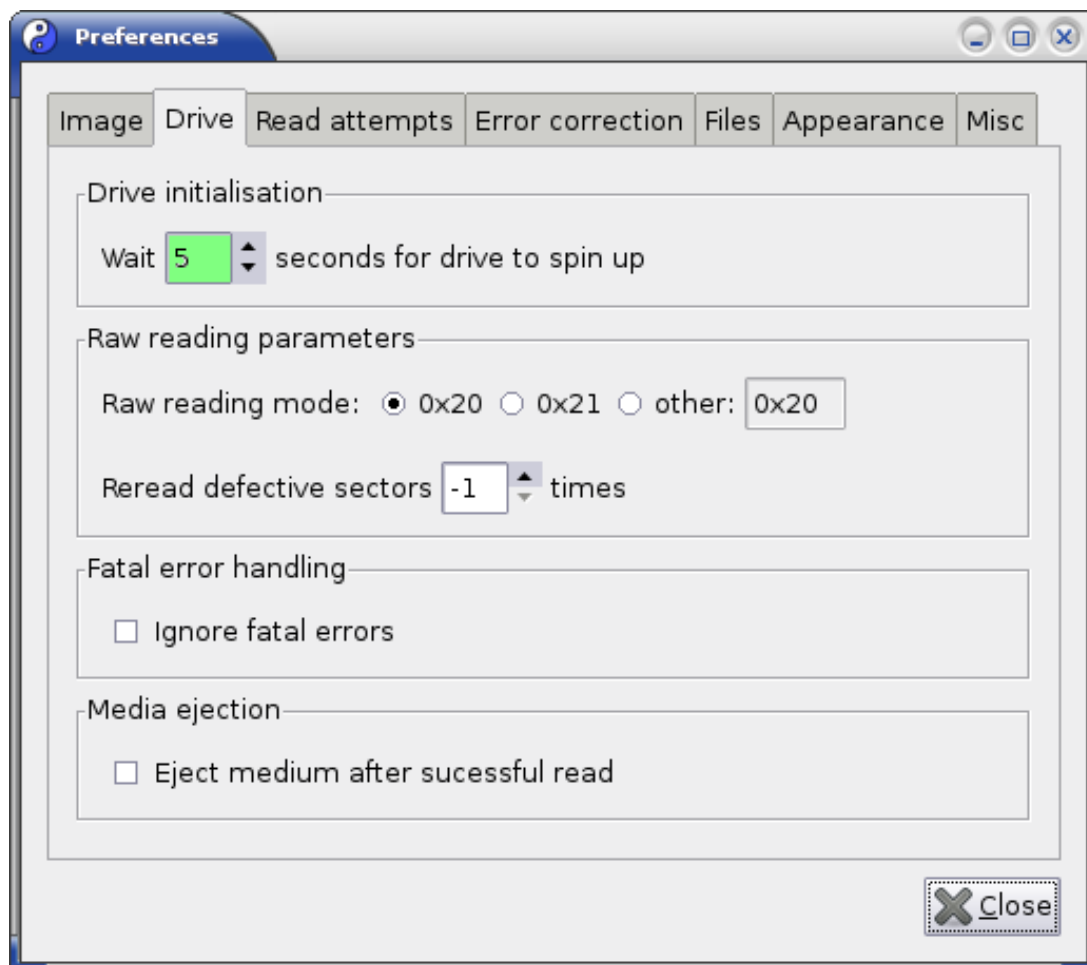 Preferences
Image Drive Read attempts Error correction Files Appearance Misc
Drive initialisation
Wait 5 seconds for drive to spin up
Raw reading parameters
Raw reading mode: 0x20 0x21 other: 0x20
Reread defective sectors -1 times
Fatal error handling
Ignore fatal errors
Media ejection
Eject medium after sucessful read
Close